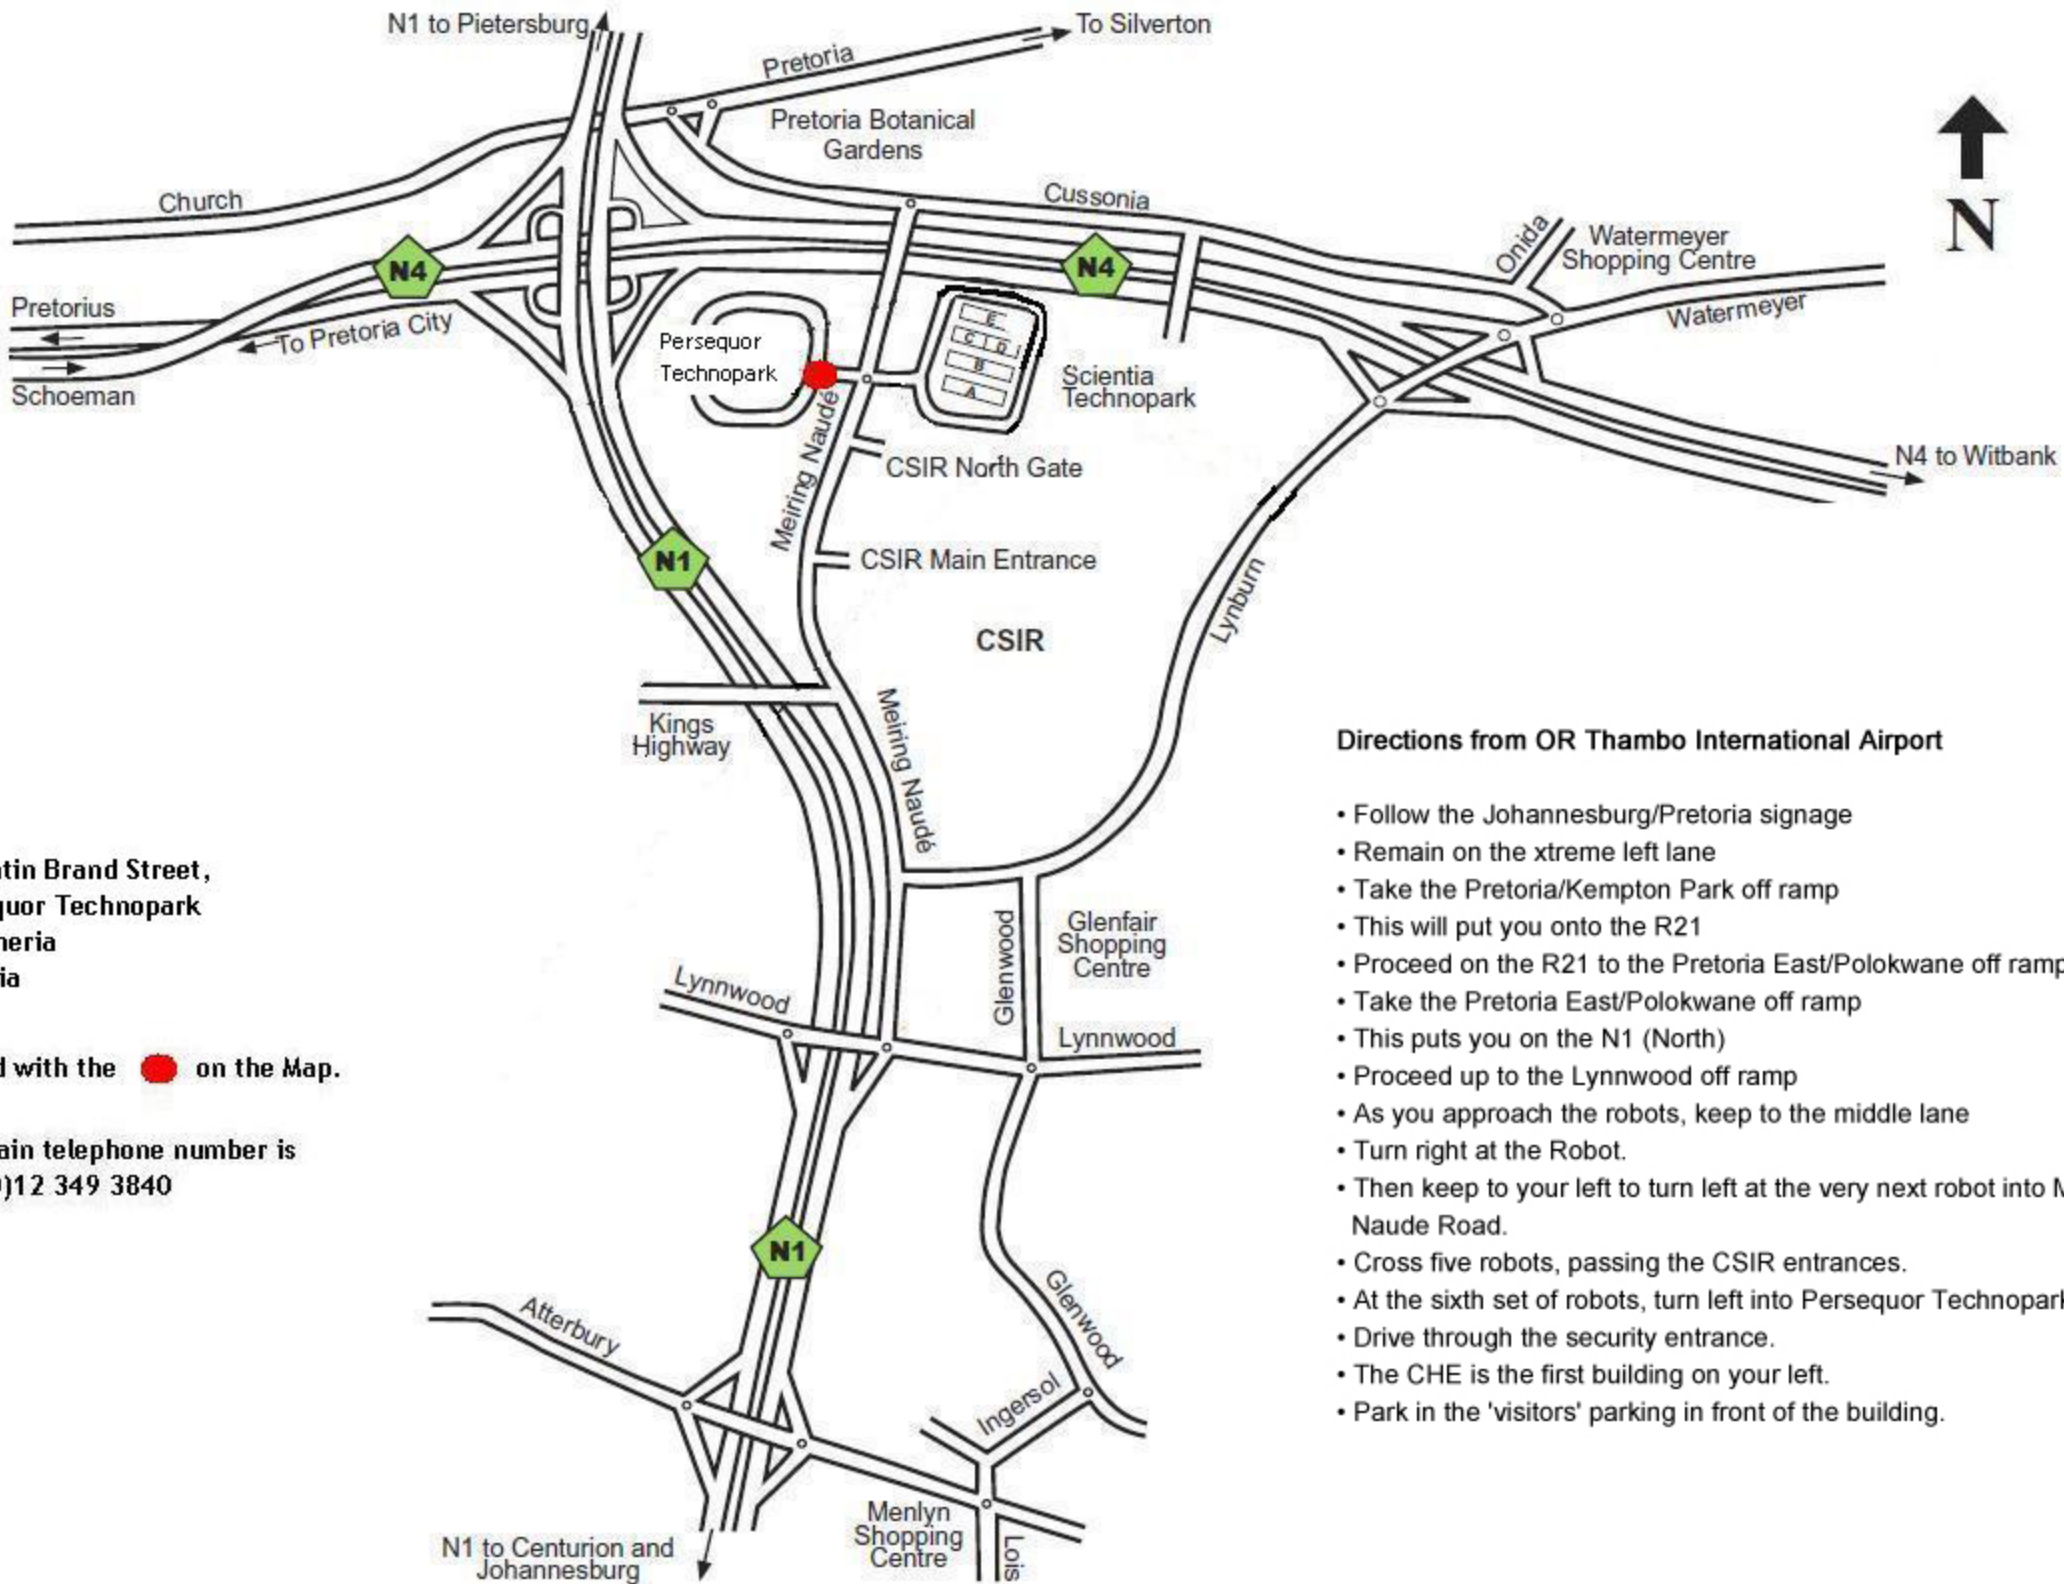 N1 to Pietersburg
To Silverton
Pretoria
Pretoria Botanical
Gardens
Church
Cussonia
Onida
Watermeyer
Shopping Centre
Watermeyer
N4
N4
Pretorius
To Pretoria City
Schoeman
Persequor
Technopark
E
C D
B
A
Scientia
Technopark
N
Meiring Naudé
CSIR North Gate
N4 to Witbank
N1
CSIR Main Entrance
CSIR
Lynburn
Kings
Highway
Meiring Naudé
Glenwood
Glenfair
Shopping
Centre
Lynnwood
Lynnwood
N1
Glenwood
Atterbury
Ingersol
Menlyn
Shopping
Centre
Lois
N1 to Centurion and
Johannesburg
tin Brand Street,
quor Technopark
neria
ia
d with the on the Map.
ain telephone number is
)12 349 3840
Directions from OR Thambo International Airport
• Follow the Johannesburg/Pretoria signage
• Remain on the xtreme left lane
• Take the Pretoria/Kempton Park off ramp
• This will put you onto the R21
• Proceed on the R21 to the Pretoria East/Polokwane off ramp
• Take the Pretoria East/Polokwane off ramp
• This puts you on the N1 (North)
• Proceed up to the Lynnwood off ramp
• As you approach the robots, keep to the middle lane
• Turn right at the Robot.
• Then keep to your left to turn left at the very next robot into M
Naude Road.
• Cross five robots, passing the CSIR entrances.
• At the sixth set of robots, turn left into Persequor Technopark
• Drive through the security entrance.
• The CHE is the first building on your left.
• Park in the 'visitors' parking in front of the building.